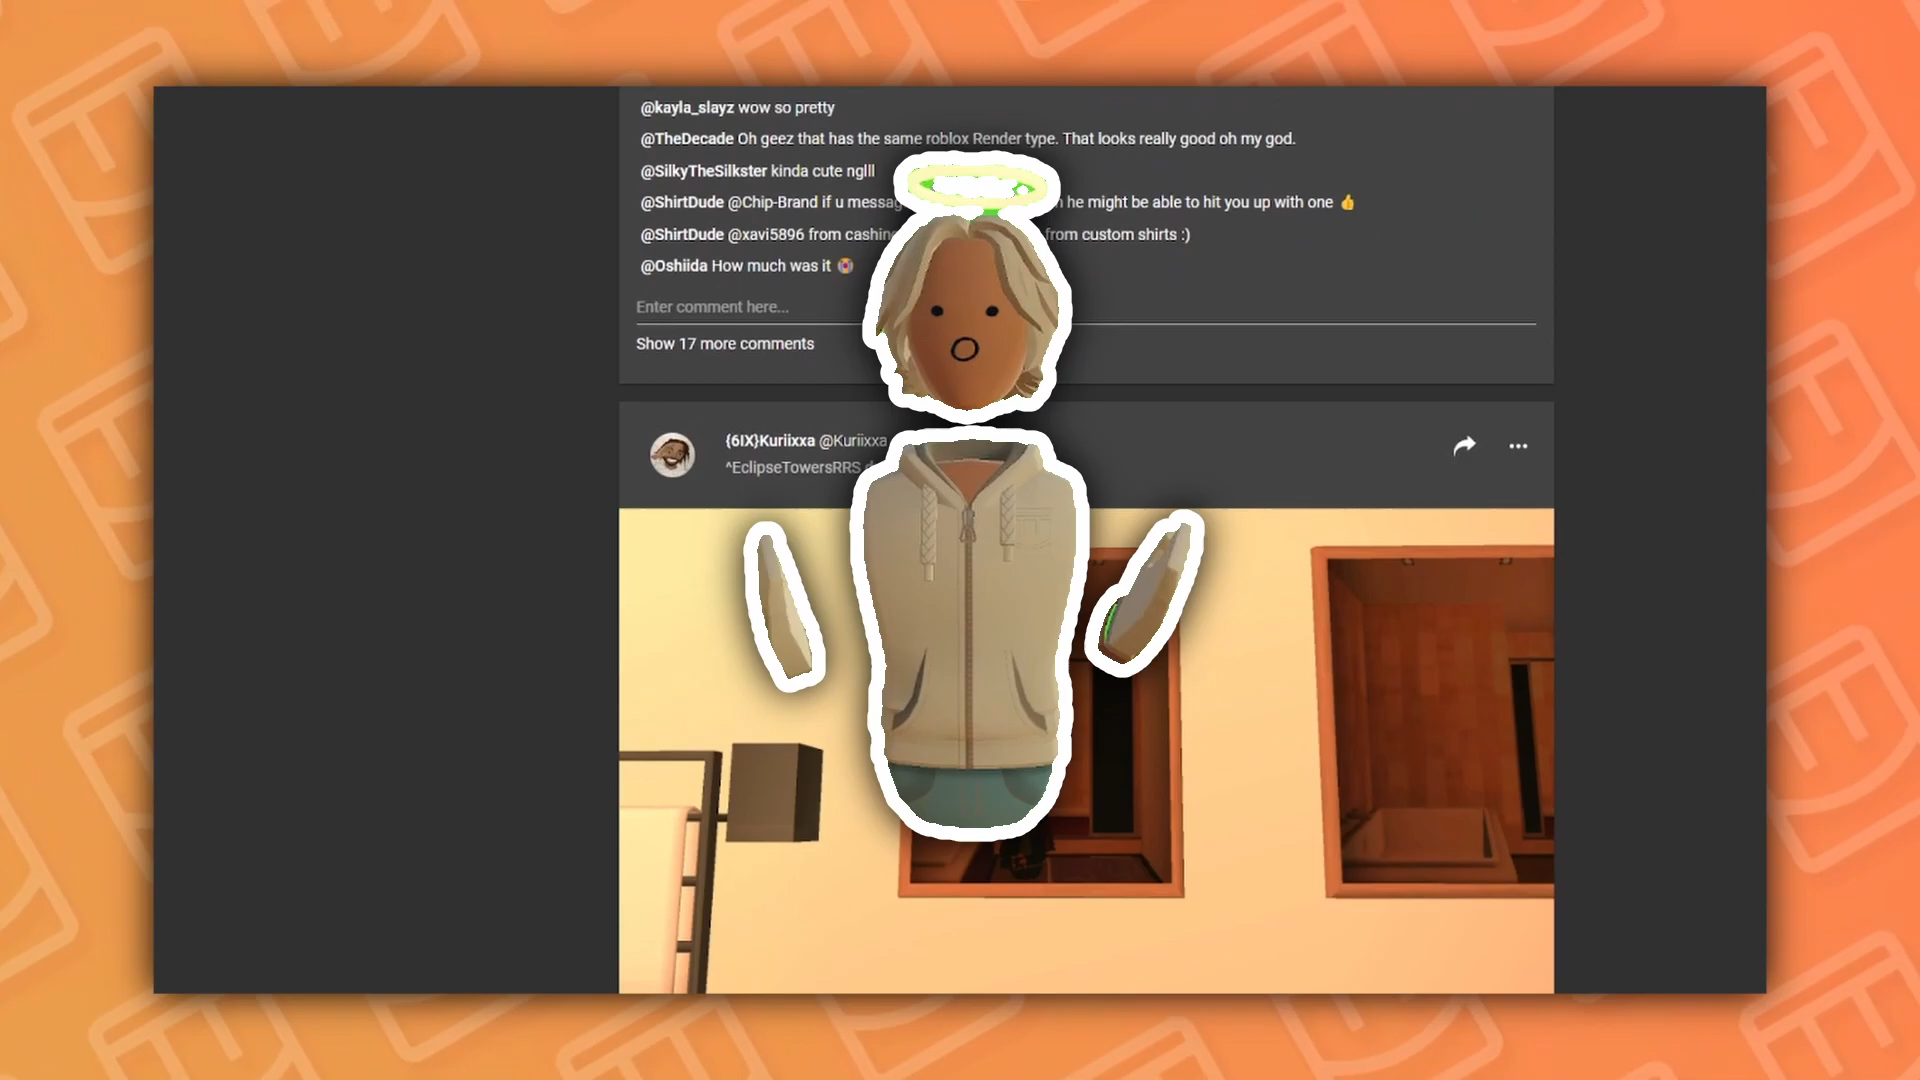 @kayla_slayz wow so pretty
@TheDecade Oh geez that has the same roblox Render type. That looks really good oh my god.
@SilkyTheSilkster kinda cute nglll
@ShirtDude @Chip-Brand if u messag he might be able to hit you up with one 👍
@ShirtDude @xavi5896 from cashing from custom shirts :)
@Oshiida How much was it 😭
Enter comment here...
Show 17 more comments
{6IX}Kuriixxa @Kuriixxa
^EclipseTowersRRS